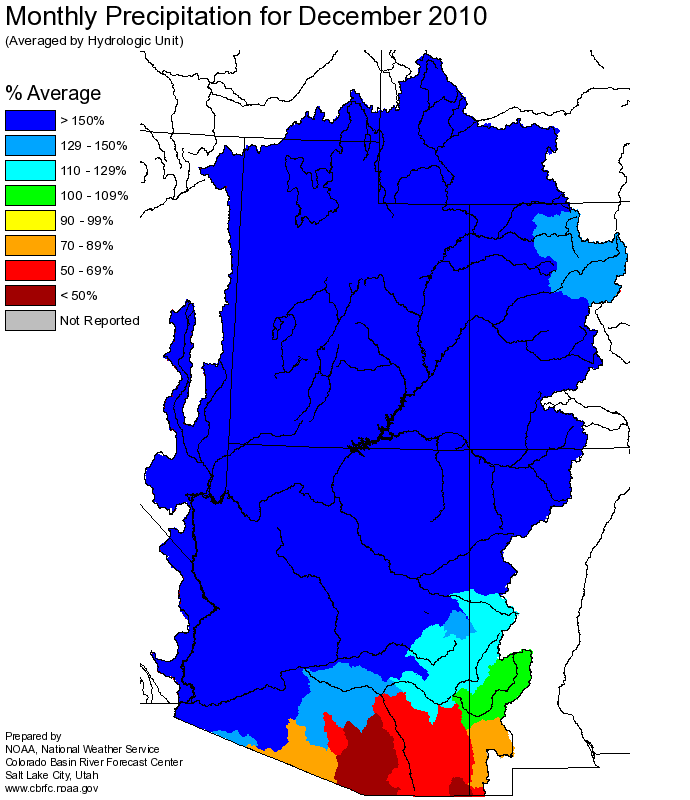 Monthly Precipitation for December 2010
(Averaged by Hydrologic Unit)
% Average
> 150%
129 - 150%
110 - 129%
100 - 109%
90 - 99%
70 - 89%
50 - 69%
< 50%
Not Reported
Prepared by
NOAA, National Weather Service
Colorado Basin River Forecast Center
Salt Lake City, Utah
www.cbrfc.noaa.gov